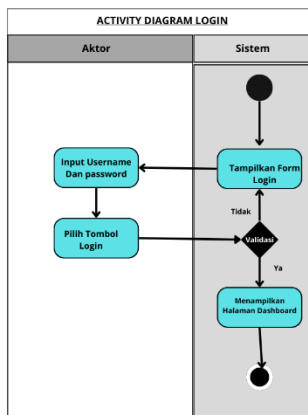 ACTIVITY DIAGRAM LOGIN
Aktor
Sistem
Input Username
Dan password
Tampilkan Form
Login
Tidak
Pilih Tombol
Login
Validasi
Ya
Menampilkan
Halaman Dashboard